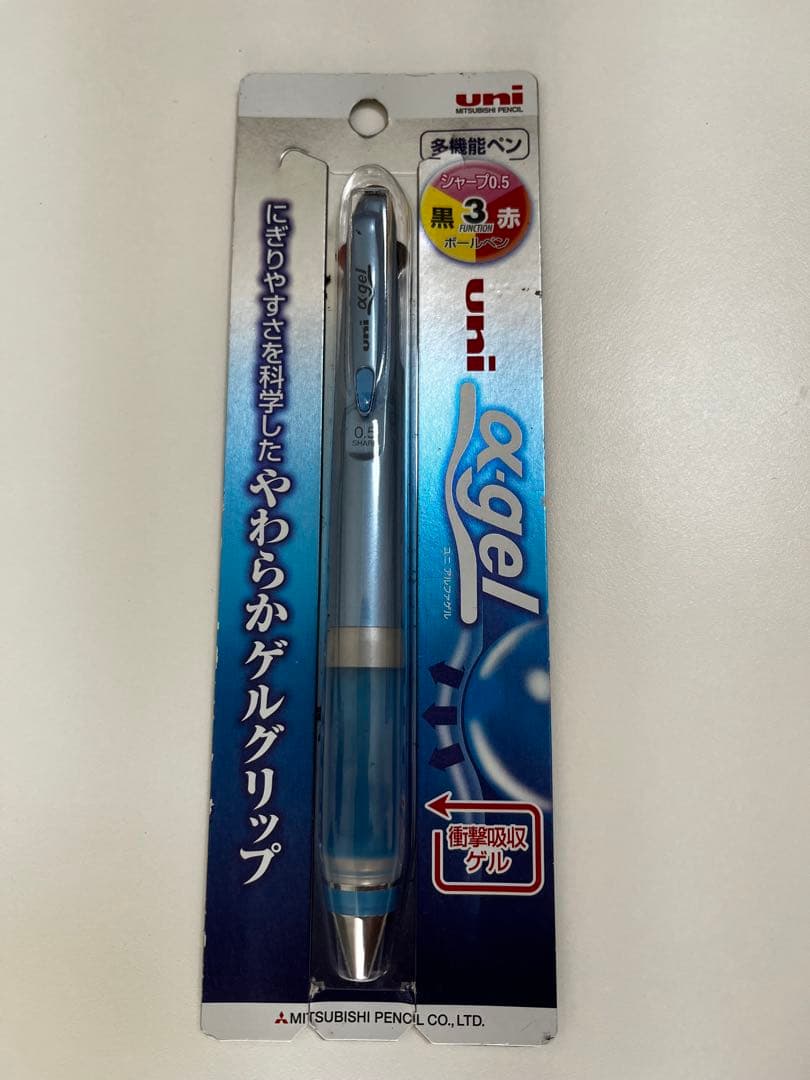 uni
MITSUBISHI PENCIL
多機能ペン
シャープ0.5
黒 3 赤
FUNCTION
ボールペン
uni
α·gel
ユニ アルファゲル
にぎりやすさを科学した やわらかゲルグリップ
uni α·gel
0.5
衝撃吸収
ゲル
MITSUBISHI PENCIL CO., LTD.